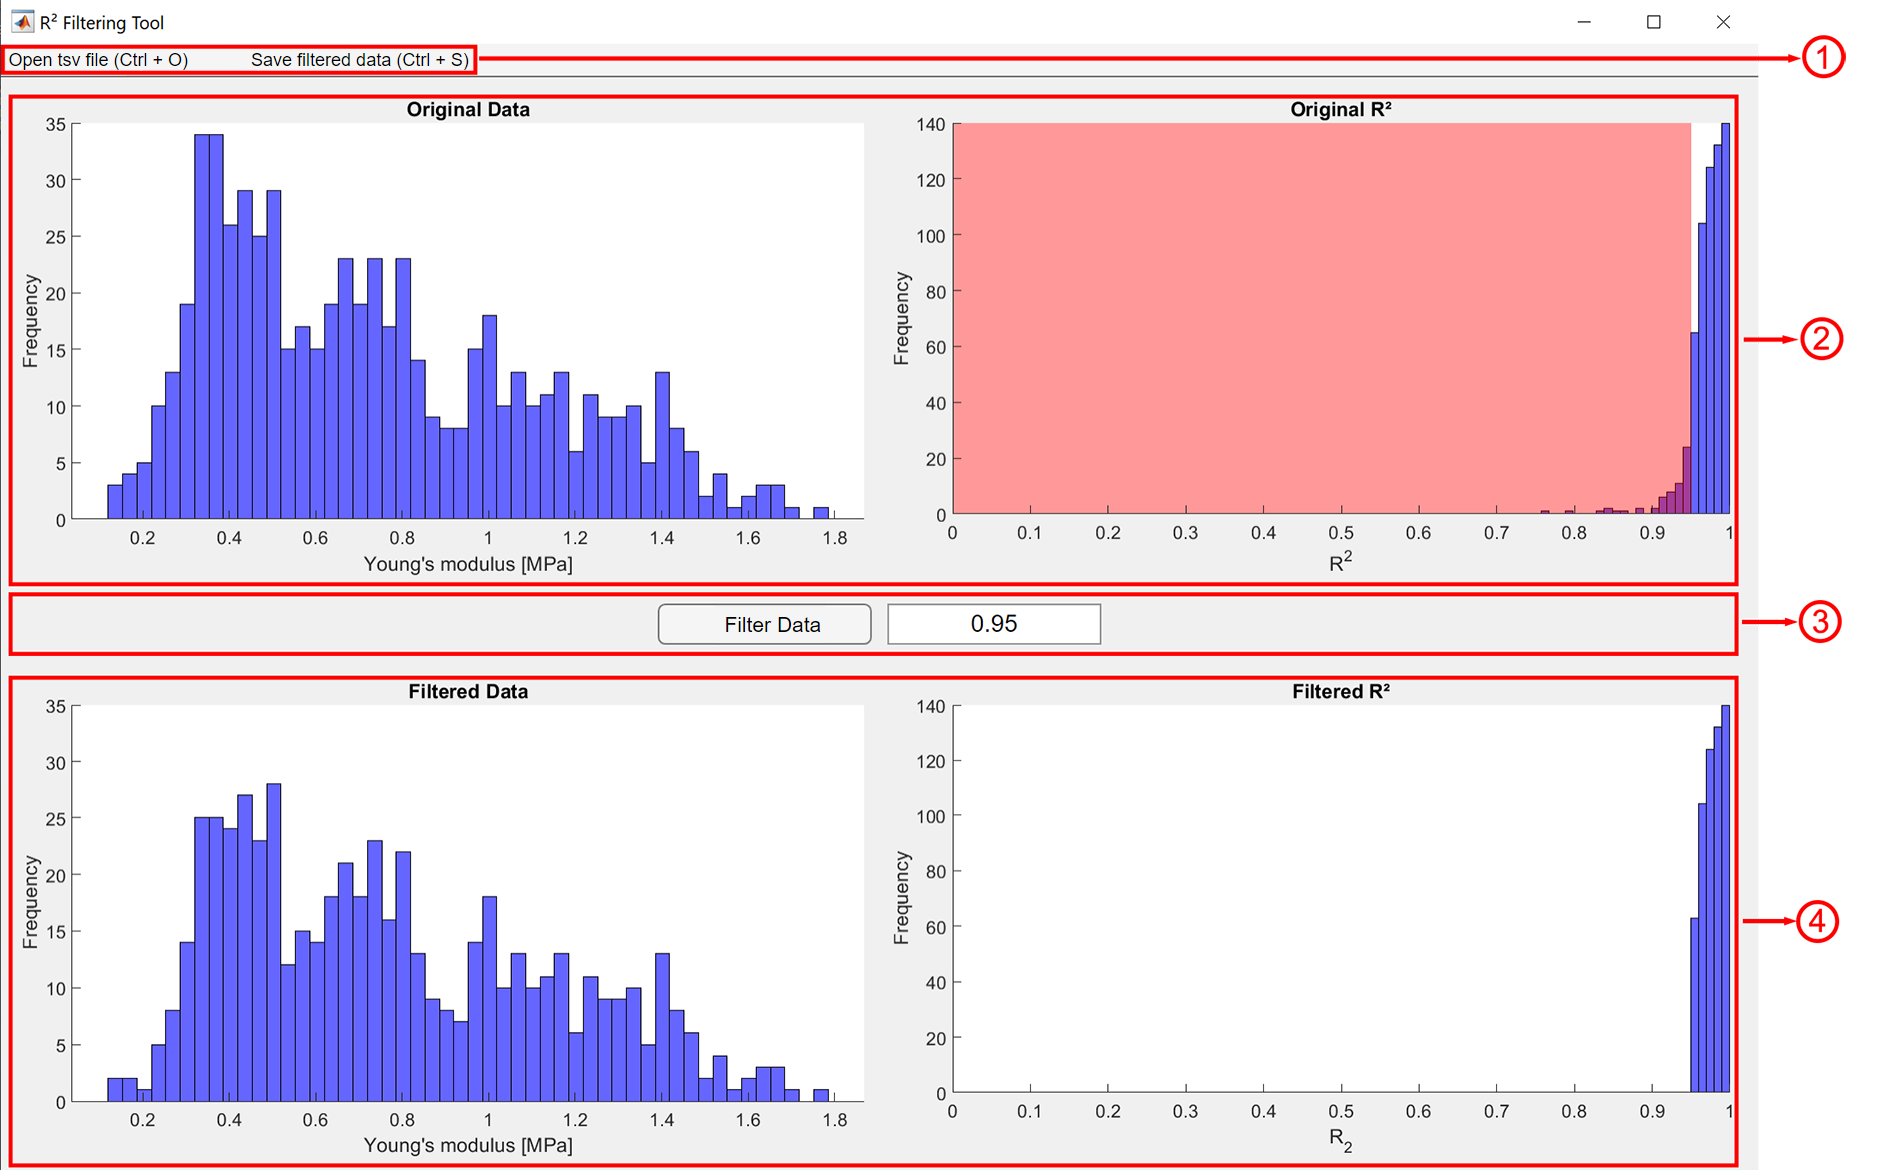 R² Filtering Tool
Open tsv file (Ctrl + O) Save filtered data (Ctrl + S)
1
Original Data
35
30
25
20
15
10
5
0
Frequency
0.2 0.4 0.6 0.8 1 1.2 1.4 1.6 1.8
Young's modulus [MPa]
Original R²
140
120
100
80
60
40
20
0
Frequency
0 0.1 0.2 0.3 0.4 0.5 0.6 0.7 0.8 0.9 1
R²
2
Filter Data 0.95
3
Filtered Data
35
30
25
20
15
10
5
0
Frequency
0.2 0.4 0.6 0.8 1 1.2 1.4 1.6 1.8
Young's modulus [MPa]
Filtered R²
140
120
100
80
60
40
20
0
Frequency
0 0.1 0.2 0.3 0.4 0.5 0.6 0.7 0.8 0.9 1
R₂
4